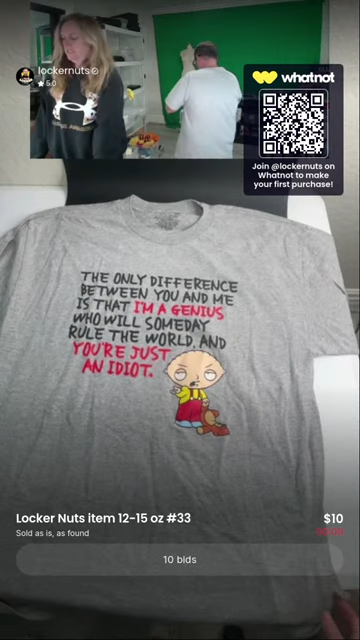 lockernuts
5.0
whatnot
Join @lockernuts on
Whatnot to make
your first purchase!
THE ONLY DIFFERENCE
BETWEEN YOU AND ME
IS THAT I'M A GENIUS
WHO WILL SOMEDAY
RULE THE WORLD, AND
YOU'RE JUST
AN IDIOT.
Locker Nuts item 12-15 oz #33
$10
Sold as is, as found
10 bids